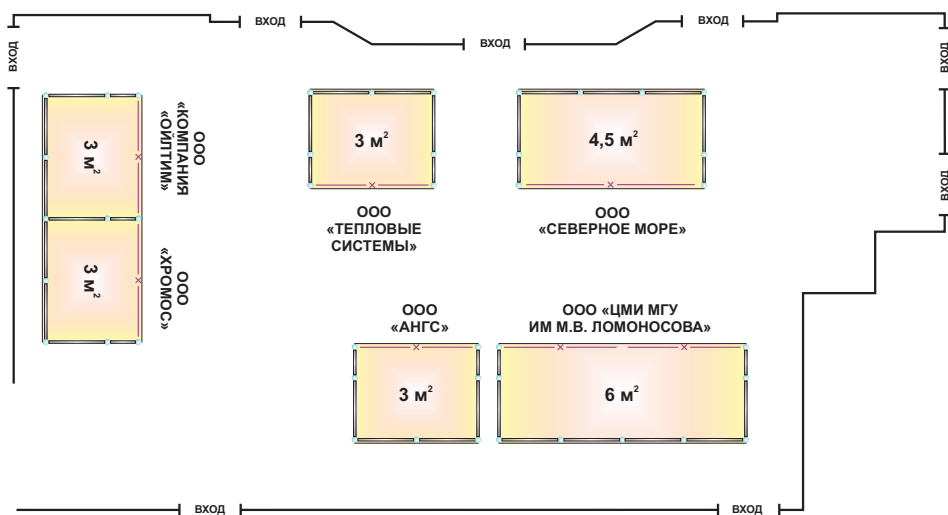 ВХОД
ВХОД
ВХОД
ВХОД
ВХОД
ООО
«КОМПАНИЯ
«ОЙЛТИМ»
3 м²
3 м²
4,5 м²
ООО
«ТЕПЛОВЫЕ
СИСТЕМЫ»
ООО
«СЕВЕРНОЕ МОРЕ»
ВХОД
ООО
«ХРОМОС»
3 м²
ООО
«АНГС»
ООО «ЦМИ МГУ
ИМ М.В. ЛОМОНОСОВА»
3 м²
6 м²
ВХОД
ВХОД